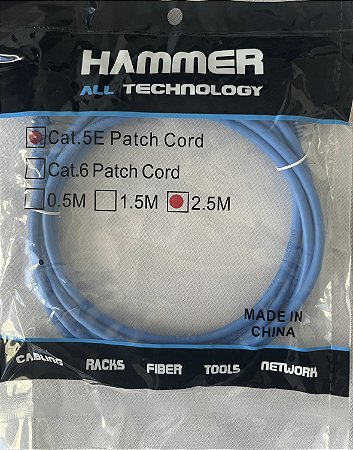 HAMMER
ALL TECHNOLOGY
Cat.5E Patch Cord
Cat.6 Patch Cord
0.5M 1.5M 2.5M
MADE IN
CHINA
CABLING RACKS FIBER TOOLS NETWORK